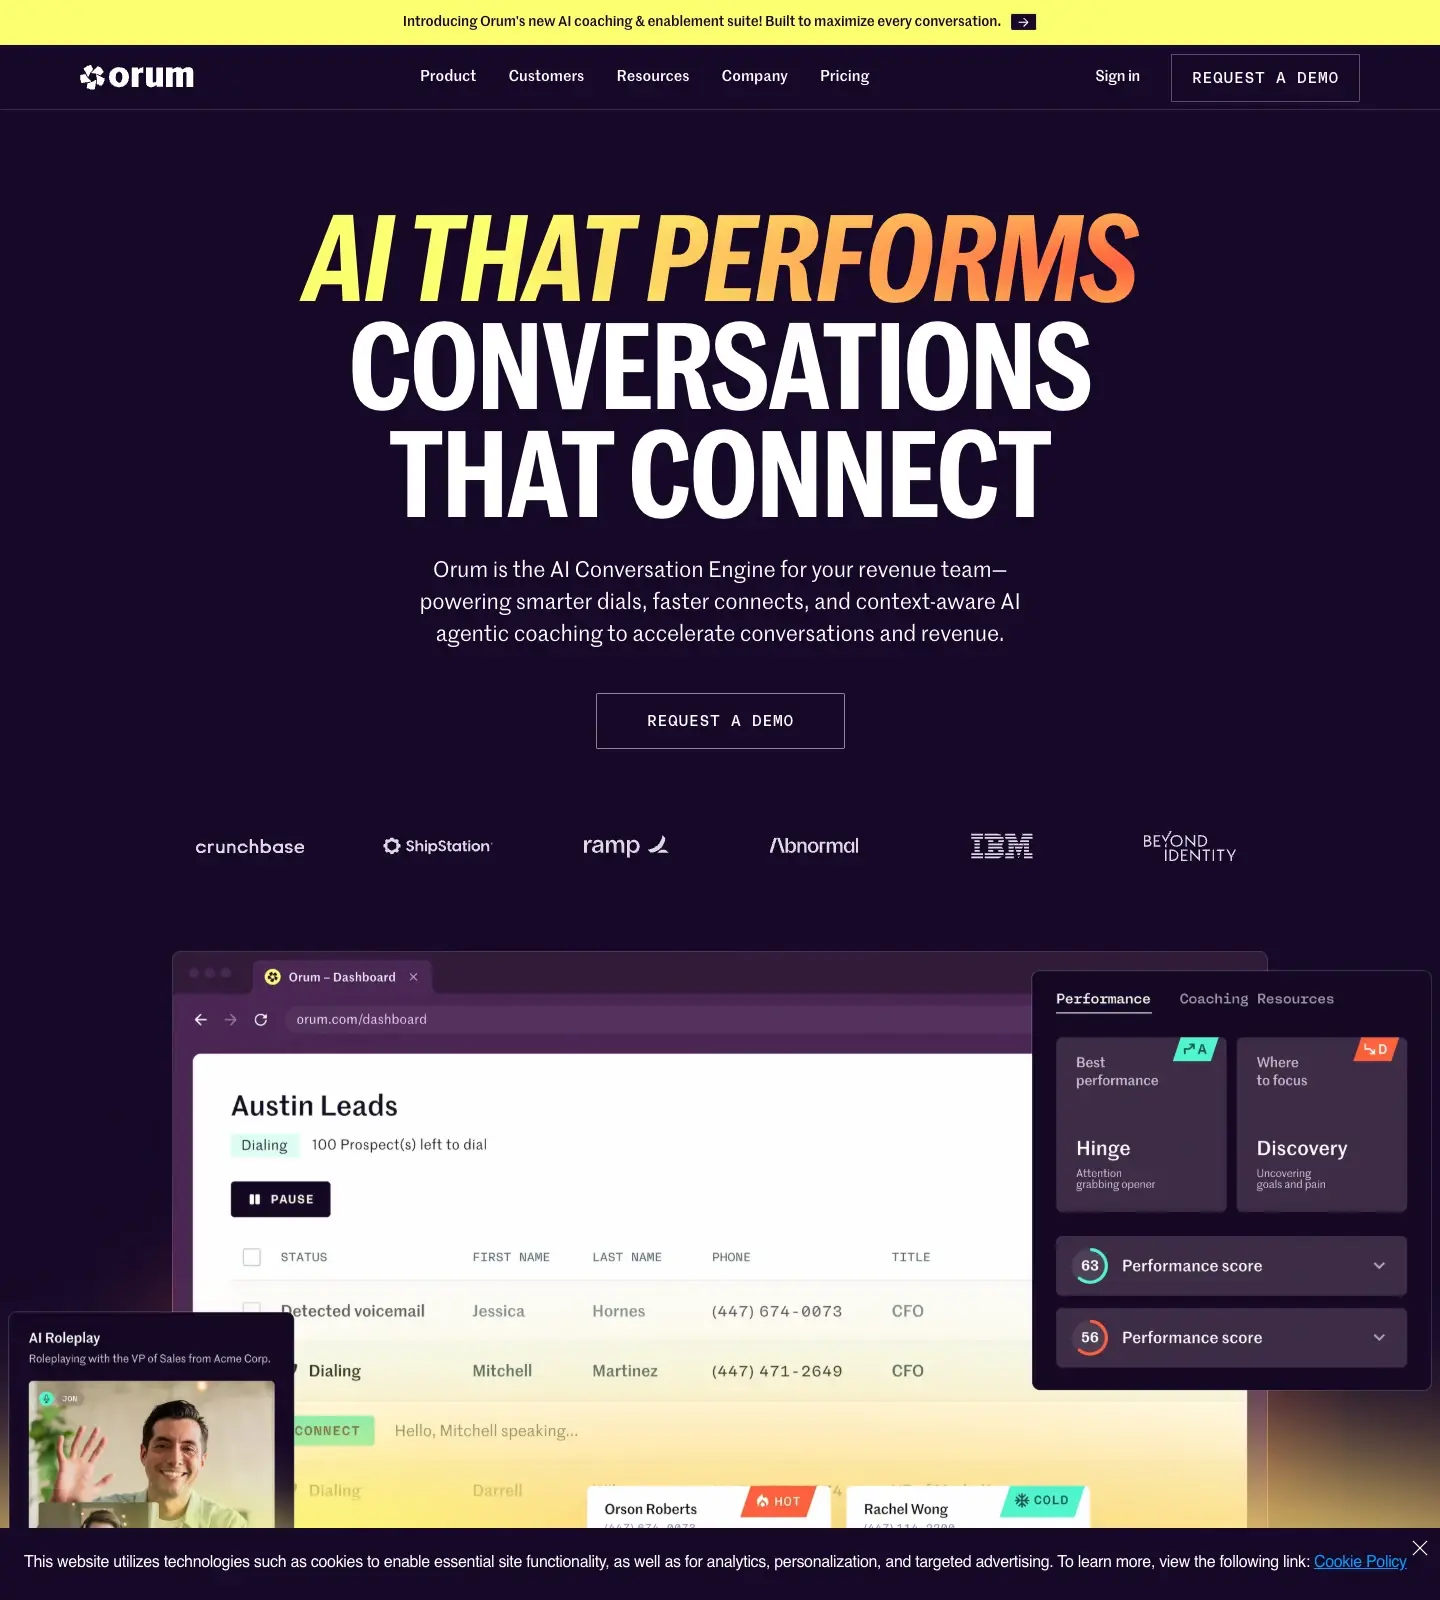 Introducing Orum's new AI coaching & enablement suite! Built to maximize every conversation.
orum
Product Customers Resources Company Pricing Sign in REQUEST A DEMO
AI THAT PERFORMS
CONVERSATIONS
THAT CONNECT
Orum is the AI Conversation Engine for your revenue team—
powering smarter dials, faster connects, and context-aware AI
agentic coaching to accelerate conversations and revenue.
REQUEST A DEMO
crunchbase ShipStation ramp Abnormal IBM BEYOND IDENTITY
Orum – Dashboard
orum.com/dashboard
Austin Leads
Dialing 100 Prospect(s) left to dial
PAUSE
STATUS FIRST NAME LAST NAME PHONE TITLE
Detected voicemail Jessica Hornes (447) 674-0073 CFO
Dialing Mitchell Martinez (447) 471-2649 CFO
CONNECT Hello, Mitchell speaking...
Dialing Darrell
Orson Roberts HOT
(447) 674 0073
Rachel Wong COLD
Performance Coaching Resources
Best
performance
A
Hinge
Attention
grabbing opener
Where
to focus
D
Discovery
Uncovering
goals and pain
63 Performance score
56 Performance score
AI Roleplay
Roleplaying with the VP of Sales from Acme Corp.
JON
This website utilizes technologies such as cookies to enable essential site functionality, as well as for analytics, personalization, and targeted advertising. To learn more, view the following link: Cookie Policy